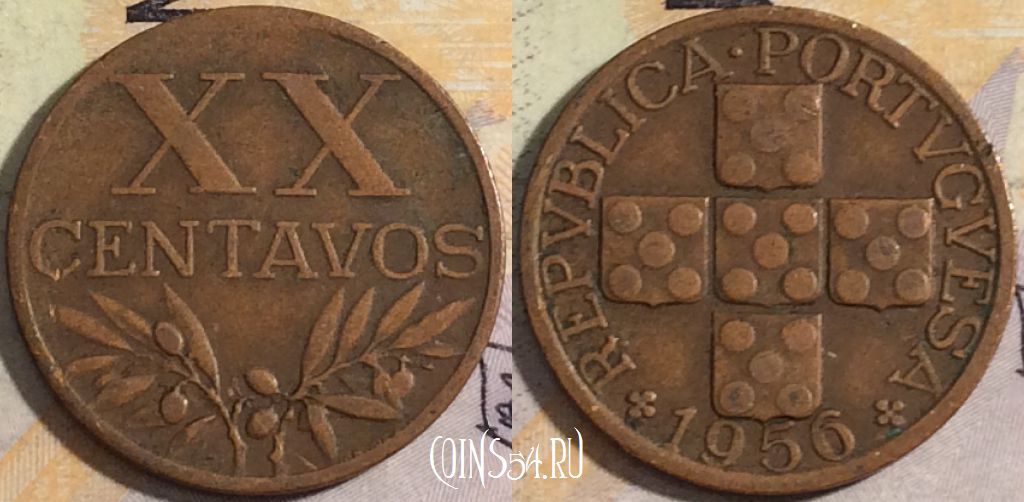 XX
CENTAVOS
REPVBLICA · PORTVGVESA
1956
COINS54.RU